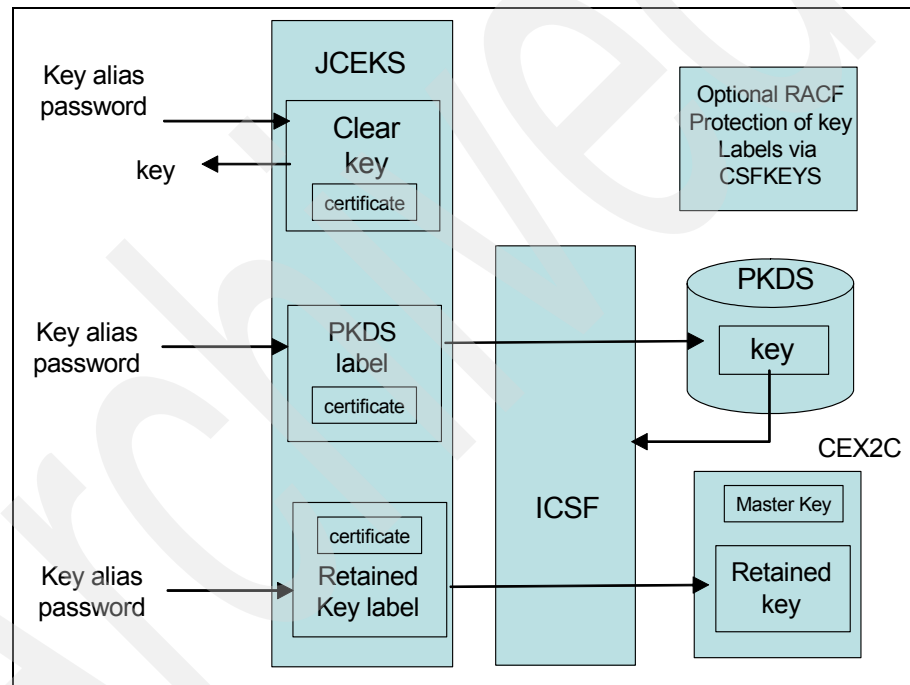 JCEKS
Key alias
password
key
Clear
key
certificate
Optional RACF
Protection of key
Labels via
CSFKEYS
Key alias
password
PKDS
label
certificate
PKDS
key
CEX2C
ICSF
Key alias
password
certificate
Retained
Key label
Master Key
Retained
key
Archived